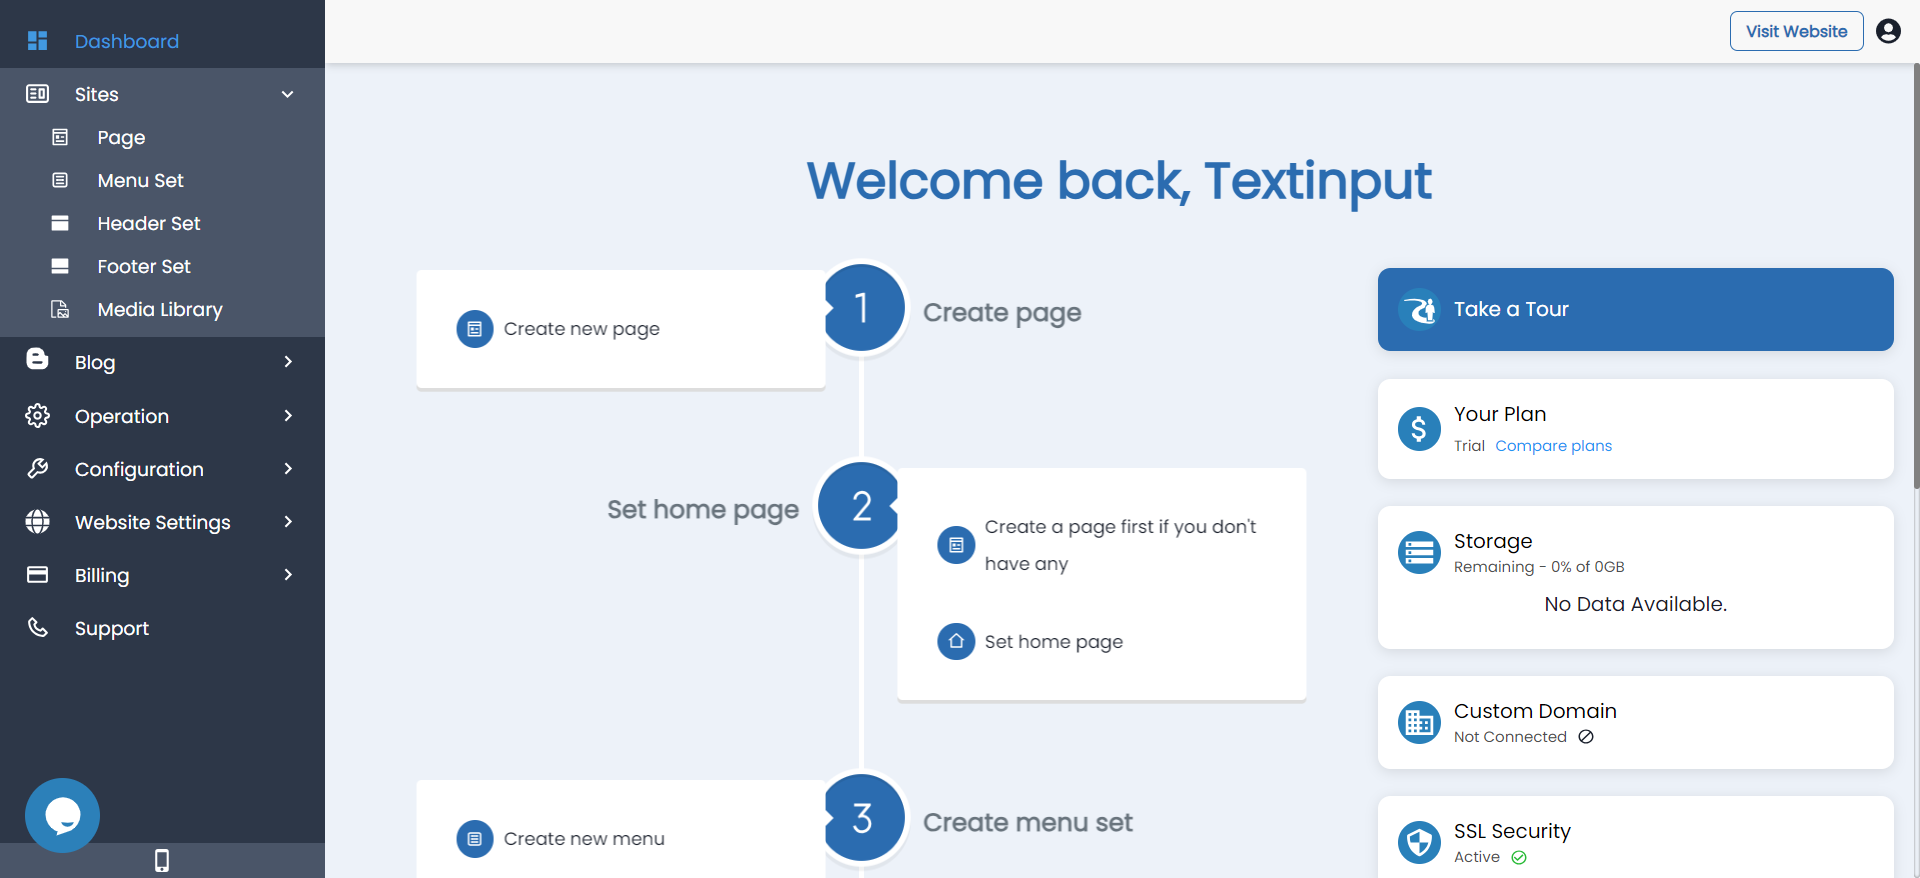 Dashboard
Sites
Page
Menu Set
Header Set
Footer Set
Media Library
Blog
Operation
Configuration
Website Settings
Billing
Support
Visit Website
Welcome back, Textinput
Create new page
1
Create page
Set home page
2
Create a page first if you don't
have any
Set home page
Create new menu
3
Create menu set
Take a Tour
Your Plan
Trial Compare plans
Storage
Remaining - 0% of 0GB
No Data Available.
Custom Domain
Not Connected
SSL Security
Active